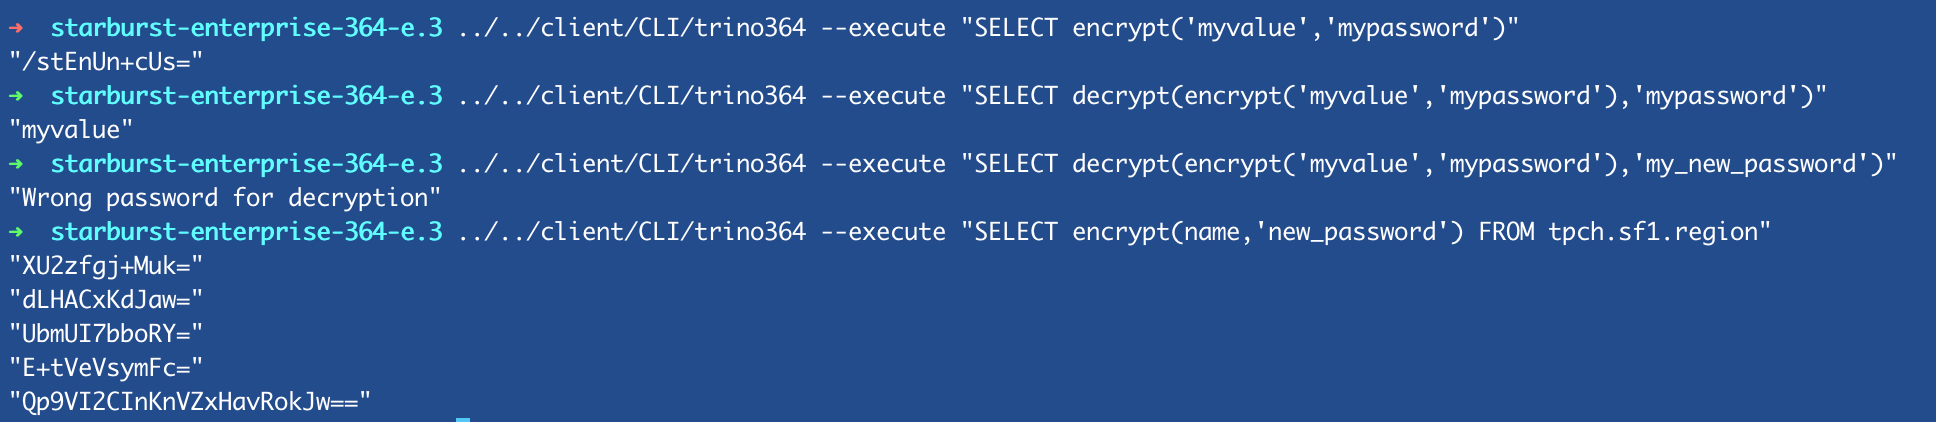 ➜  starburst-enterprise-364-e.3 ../../client/CLI/trino364 --execute "SELECT encrypt('myvalue','mypassword')"
"/stEnUn+cUs="
➜  starburst-enterprise-364-e.3 ../../client/CLI/trino364 --execute "SELECT decrypt(encrypt('myvalue','mypassword'),'mypassword')"
"myvalue"
➜  starburst-enterprise-364-e.3 ../../client/CLI/trino364 --execute "SELECT decrypt(encrypt('myvalue','mypassword'),'my_new_password')"
"Wrong password for decryption"
➜  starburst-enterprise-364-e.3 ../../client/CLI/trino364 --execute "SELECT encrypt(name,'new_password') FROM tpch.sf1.region"
"XU2zfgj+Muk="
"dLHACxKdJaw="
"UbmUI7bboRY="
"E+tVeVsymFc="
"Qp9VI2CInKnVZxHavRokJw=="